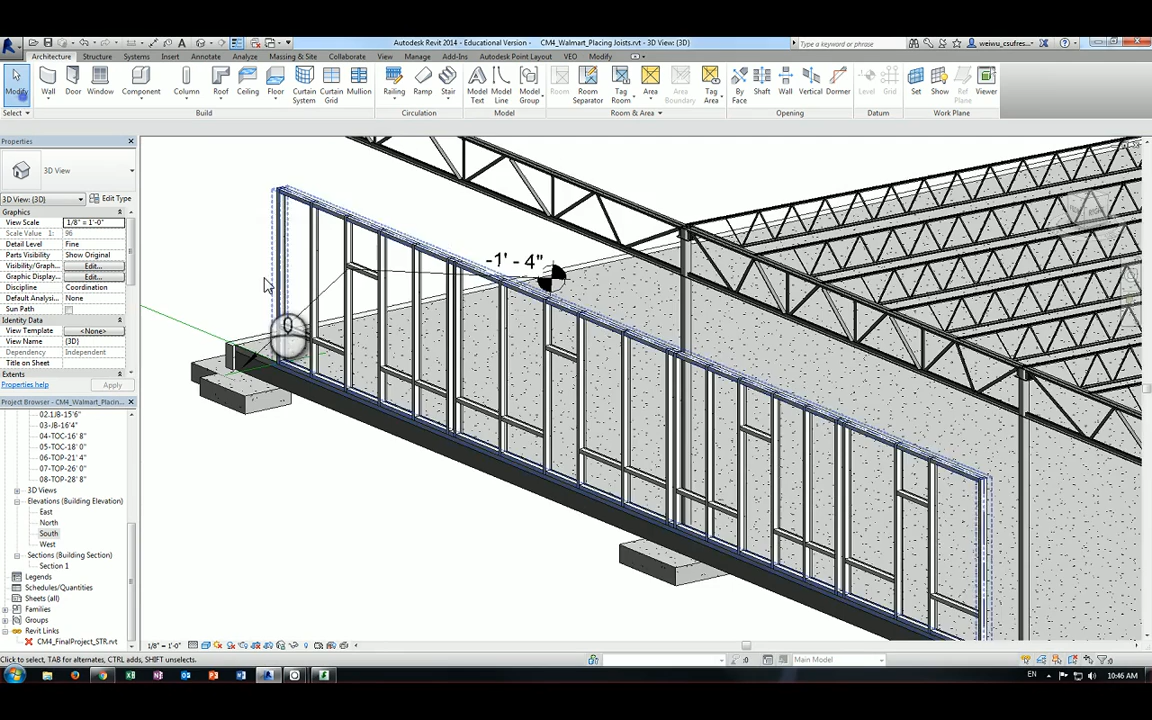 Autodesk Revit 2014 - Educational Version - CM4_Walmart_Placing Joists.rvt - 3D View: {3D}
Type a keyword or phrase
weiwu_csufres...
Architecture Structure Systems Insert Annotate Analyze Massing & Site Collaborate View Manage Add-Ins Autodesk Point Layout VEO Modify
Modify Wall Door Window Component Column Roof Ceiling Floor Curtain System Curtain Grid Mullion Railing Ramp Stair Model Text Model Line Model Group Room Room Separator Tag Room Area Area Boundary Tag Area By Face Shaft Wall Vertical Dormer Level Grid Set Show Ref Plane Viewer
Select Build Circulation Model Room & Area Opening Datum Work Plane
Properties
3D View
3D View: {3D} Edit Type
Graphics
View Scale 1/8" = 1'-0"
Scale Value 1: 96
Detail Level Fine
Parts Visibility Show Original
Visibility/Graph... Edit...
Graphic Display... Edit...
Discipline Coordination
Default Analysi... None
Sun Path
Identity Data
View Template <None>
View Name {3D}
Dependency Independent
Title on Sheet
Extents
Properties help Apply
Project Browser - CM4_Walmart_Placin...
02.1JB-15'6"
03-JB-16'4"
04-TOC-16' 8"
05-TOC-18' 0"
06-TOP-21' 4"
07-TOP-26' 0"
08-TOP-28' 8"
3D Views
Elevations (Building Elevation)
East
North
South
West
Sections (Building Section)
Section 1
Legends
Schedules/Quantities
Sheets (all)
Families
Groups
Revit Links
CM4_FinalProject_STR.rvt
-1' - 4"
0
1/8" = 1'-0"
Click to select, TAB for alternates, CTRL adds, SHIFT unselects.
:0
Main Model
:0
EN
10:46 AM